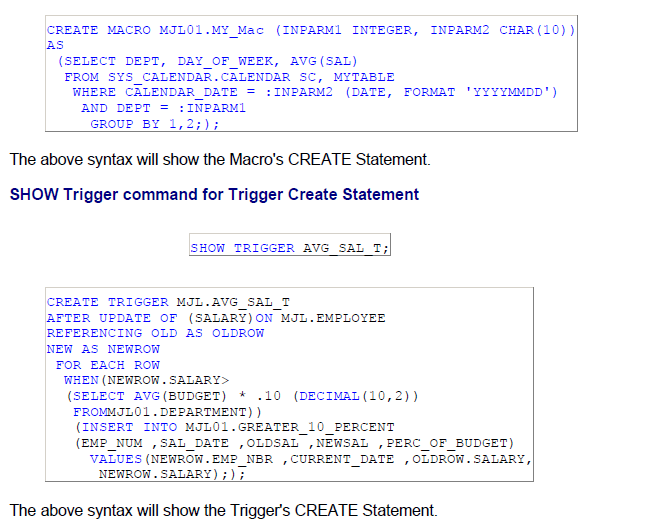 CREATE MACRO MJL01.MY_Mac (INPARM1 INTEGER, INPARM2 CHAR(10))
AS
(SELECT DEPT, DAY_OF_WEEK, AVG(SAL)
FROM SYS_CALENDAR.CALENDAR SC, MYTABLE
WHERE CALENDAR_DATE = :INPARM2 (DATE, FORMAT 'YYYYMMDD')
AND DEPT = :INPARM1
GROUP BY 1,2;);
The above syntax will show the Macro's CREATE Statement.
SHOW Trigger command for Trigger Create Statement
SHOW TRIGGER AVG_SAL_T;
CREATE TRIGGER MJL.AVG_SAL_T
AFTER UPDATE OF (SALARY)ON MJL.EMPLOYEE
REFERENCING OLD AS OLDROW
NEW AS NEWROW
FOR EACH ROW
WHEN(NEWROW.SALARY>
(SELECT AVG(BUDGET) * .10 (DECIMAL(10,2))
FROMMJL01.DEPARTMENT))
(INSERT INTO MJL01.GREATER_10_PERCENT
(EMP_NUM ,SAL_DATE ,OLDSAL ,NEWSAL ,PERC_OF_BUDGET)
VALUES(NEWROW.EMP_NBR ,CURRENT_DATE ,OLDROW.SALARY,
NEWROW.SALARY););
The above syntax will show the Trigger's CREATE Statement.